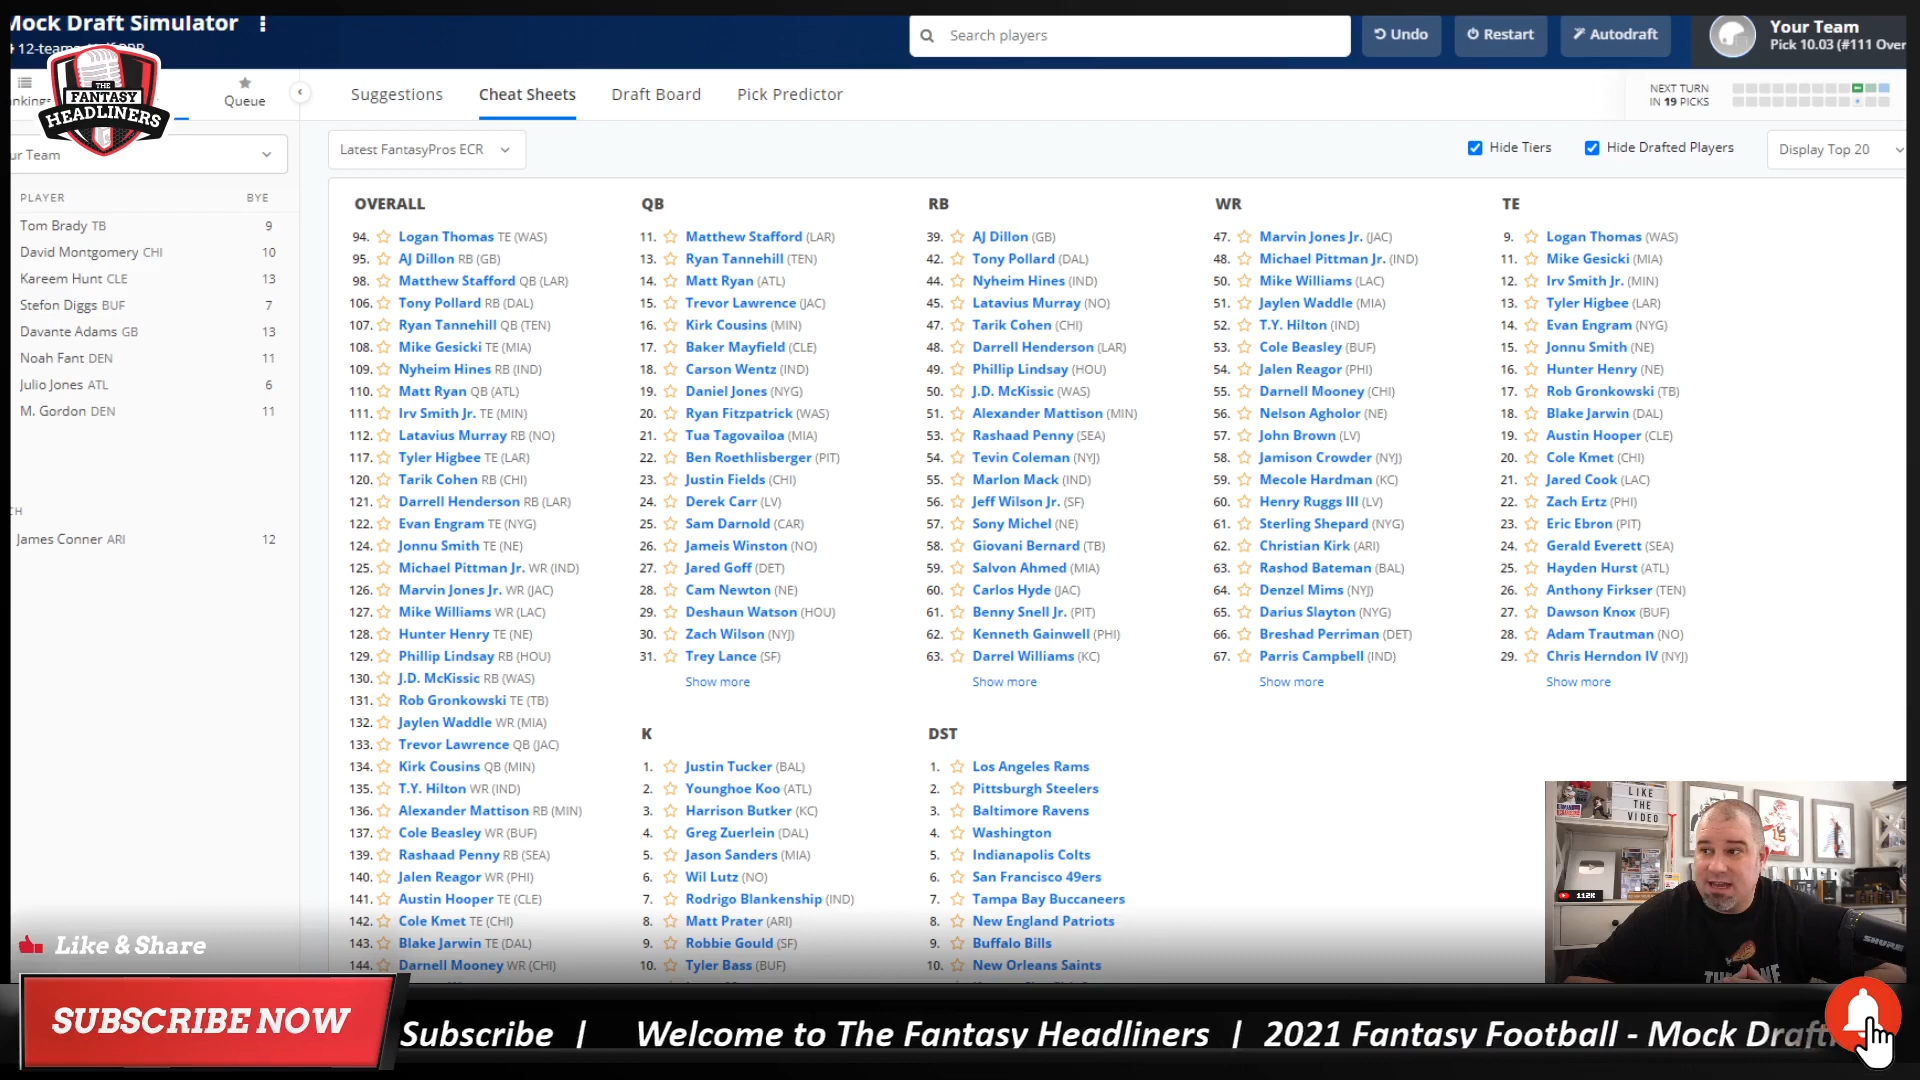 Mock Draft Simulator
12-team
Search players
Undo
Restart
Autodraft
Your Team
Pick 10.03 (#111 Over
THE FANTASY HEADLINERS
Queue
Suggestions
Cheat Sheets
Draft Board
Pick Predictor
NEXT TURN
IN 19 PICKS
ur Team
Latest FantasyPros ECR
Hide Tiers
Hide Drafted Players
Display Top 20
PLAYER BYE
Tom Brady TB 9
David Montgomery CHI 10
Kareem Hunt CLE 13
Stefon Diggs BUF 7
Davante Adams GB 13
Noah Fant DEN 11
Julio Jones ATL 6
M. Gordon DEN 11
CH
James Conner ARI 12
OVERALL
94. Logan Thomas TE (WAS)
95. AJ Dillon RB (GB)
98. Matthew Stafford QB (LAR)
106. Tony Pollard RB (DAL)
107. Ryan Tannehill QB (TEN)
108. Mike Gesicki TE (MIA)
109. Nyheim Hines RB (IND)
110. Matt Ryan QB (ATL)
111. Irv Smith Jr. TE (MIN)
112. Latavius Murray RB (NO)
117. Tyler Higbee TE (LAR)
120. Tarik Cohen RB (CHI)
121. Darrell Henderson RB (LAR)
122. Evan Engram TE (NYG)
124. Jonnu Smith TE (NE)
125. Michael Pittman Jr. WR (IND)
126. Marvin Jones Jr. WR (JAC)
127. Mike Williams WR (LAC)
128. Hunter Henry TE (NE)
129. Phillip Lindsay RB (HOU)
130. J.D. McKissic RB (WAS)
131. Rob Gronkowski TE (TB)
132. Jaylen Waddle WR (MIA)
133. Trevor Lawrence QB (JAC)
134. Kirk Cousins QB (MIN)
135. T.Y. Hilton WR (IND)
136. Alexander Mattison RB (MIN)
137. Cole Beasley WR (BUF)
139. Rashaad Penny RB (SEA)
140. Jalen Reagor WR (PHI)
141. Austin Hooper TE (CLE)
142. Cole Kmet TE (CHI)
143. Blake Jarwin TE (DAL)
144. Darnell Mooney WR (CHI)
QB
11. Matthew Stafford (LAR)
13. Ryan Tannehill (TEN)
14. Matt Ryan (ATL)
15. Trevor Lawrence (JAC)
16. Kirk Cousins (MIN)
17. Baker Mayfield (CLE)
18. Carson Wentz (IND)
19. Daniel Jones (NYG)
20. Ryan Fitzpatrick (WAS)
21. Tua Tagovailoa (MIA)
22. Ben Roethlisberger (PIT)
23. Justin Fields (CHI)
24. Derek Carr (LV)
25. Sam Darnold (CAR)
26. Jameis Winston (NO)
27. Jared Goff (DET)
28. Cam Newton (NE)
29. Deshaun Watson (HOU)
30. Zach Wilson (NYJ)
31. Trey Lance (SF)
Show more
RB
39. AJ Dillon (GB)
42. Tony Pollard (DAL)
44. Nyheim Hines (IND)
45. Latavius Murray (NO)
47. Tarik Cohen (CHI)
48. Darrell Henderson (LAR)
49. Phillip Lindsay (HOU)
50. J.D. McKissic (WAS)
51. Alexander Mattison (MIN)
53. Rashaad Penny (SEA)
54. Tevin Coleman (NYJ)
55. Marlon Mack (IND)
56. Jeff Wilson Jr. (SF)
57. Sony Michel (NE)
58. Giovani Bernard (TB)
59. Salvon Ahmed (MIA)
60. Carlos Hyde (JAC)
61. Benny Snell Jr. (PIT)
62. Kenneth Gainwell (PHI)
63. Darrel Williams (KC)
Show more
WR
47. Marvin Jones Jr. (JAC)
48. Michael Pittman Jr. (IND)
50. Mike Williams (LAC)
51. Jaylen Waddle (MIA)
52. T.Y. Hilton (IND)
53. Cole Beasley (BUF)
54. Jalen Reagor (PHI)
55. Darnell Mooney (CHI)
56. Nelson Agholor (NE)
57. John Brown (LV)
58. Jamison Crowder (NYJ)
59. Mecole Hardman (KC)
60. Henry Ruggs III (LV)
61. Sterling Shepard (NYG)
62. Christian Kirk (ARI)
63. Rashod Bateman (BAL)
64. Denzel Mims (NYJ)
65. Darius Slayton (NYG)
66. Breshad Perriman (DET)
67. Parris Campbell (IND)
Show more
TE
9. Logan Thomas (WAS)
11. Mike Gesicki (MIA)
12. Irv Smith Jr. (MIN)
13. Tyler Higbee (LAR)
14. Evan Engram (NYG)
15. Jonnu Smith (NE)
16. Hunter Henry (NE)
17. Rob Gronkowski (TB)
18. Blake Jarwin (DAL)
19. Austin Hooper (CLE)
20. Cole Kmet (CHI)
21. Jared Cook (LAC)
22. Zach Ertz (PHI)
23. Eric Ebron (PIT)
24. Gerald Everett (SEA)
25. Hayden Hurst (ATL)
26. Anthony Firkser (TEN)
27. Dawson Knox (BUF)
28. Adam Trautman (NO)
29. Chris Herndon IV (NYJ)
Show more
K
1. Justin Tucker (BAL)
2. Younghoe Koo (ATL)
3. Harrison Butker (KC)
4. Greg Zuerlein (DAL)
5. Jason Sanders (MIA)
6. Wil Lutz (NO)
7. Rodrigo Blankenship (IND)
8. Matt Prater (ARI)
9. Robbie Gould (SF)
10. Tyler Bass (BUF)
DST
1. Los Angeles Rams
2. Pittsburgh Steelers
3. Baltimore Ravens
4. Washington
5. Indianapolis Colts
6. San Francisco 49ers
7. Tampa Bay Buccaneers
8. New England Patriots
9. Buffalo Bills
10. New Orleans Saints
LIKE
THE
VIDEO
112K
SHURE
Like & Share
SUBSCRIBE NOW
Subscribe | Welcome to The Fantasy Headliners | 2021 Fantasy Football - Mock Draft